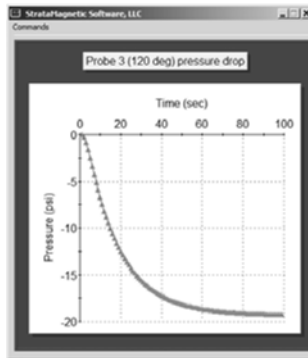 StrataMagnetic Software, LLC
Commands
Probe 3 (120 deg) pressure drop
Time (sec)
0 20 40 60 80 100
0
-5
-10
-15
-20
Pressure (psi)